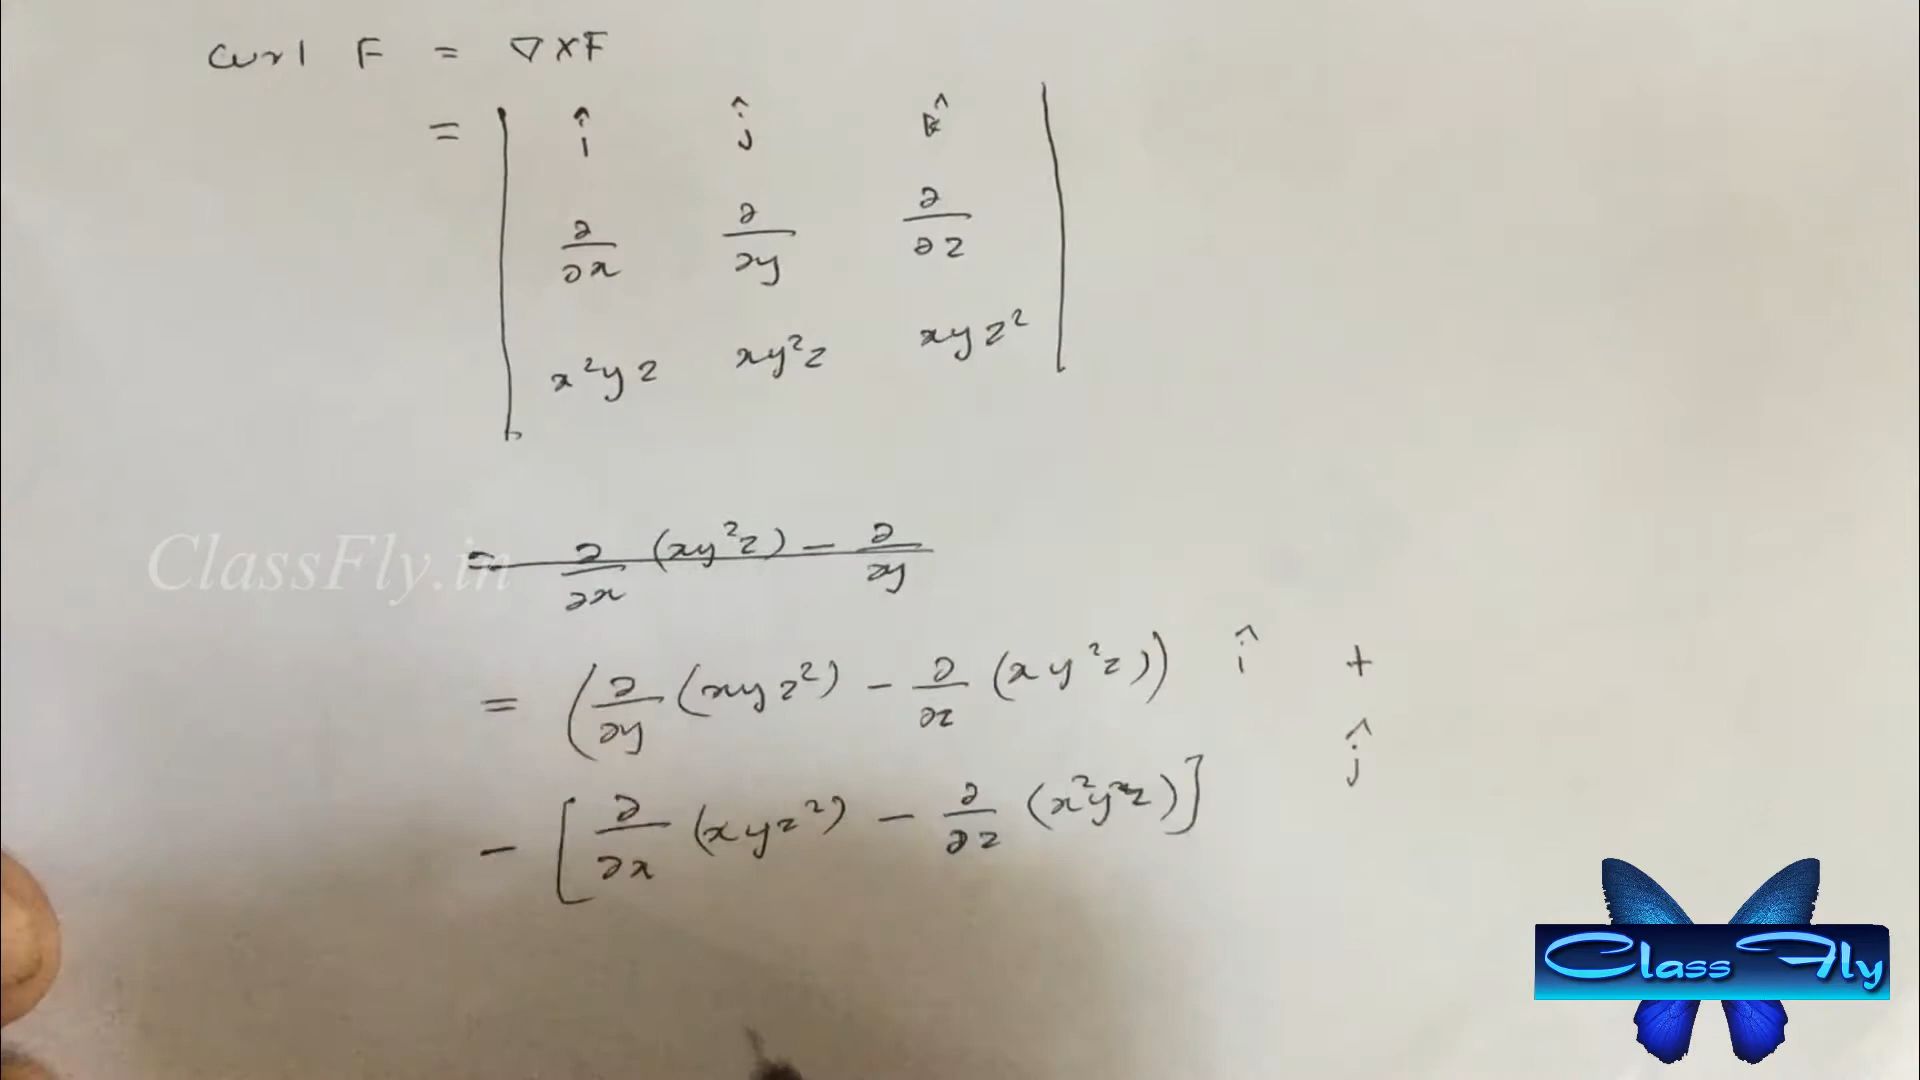 Curl F = ∇ × F
= | î ĵ k̂ |
∂/∂x ∂/∂y ∂/∂z
x²yz xy²z xyz²
= ∂/∂x (xy²z) − ∂/∂y
ClassFly.in
= (∂/∂y (xyz²) − ∂/∂z (xy²z)) î +
− [∂/∂x (xyz²) − ∂/∂z (x²yz)] ĵ
Class Fly